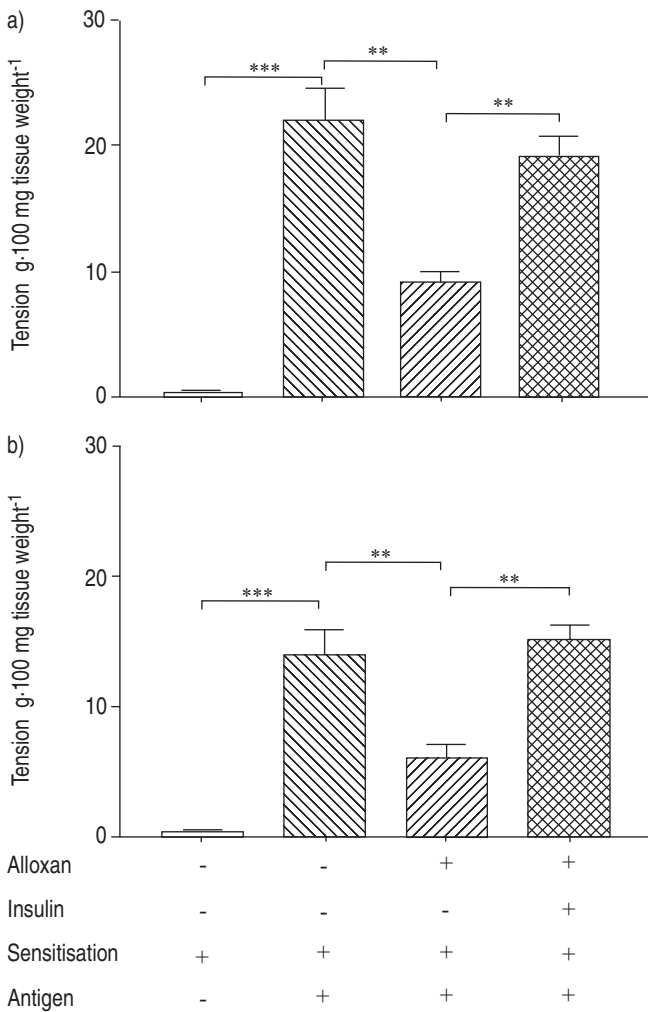 a)
30
20
10
0
Tension g·100 mg tissue weight-1
***
**
**
b)
30
20
10
0
Tension g·100 mg tissue weight-1
***
**
**
Alloxan - - + +
Insulin - - - +
Sensitisation + + + +
Antigen - + + +